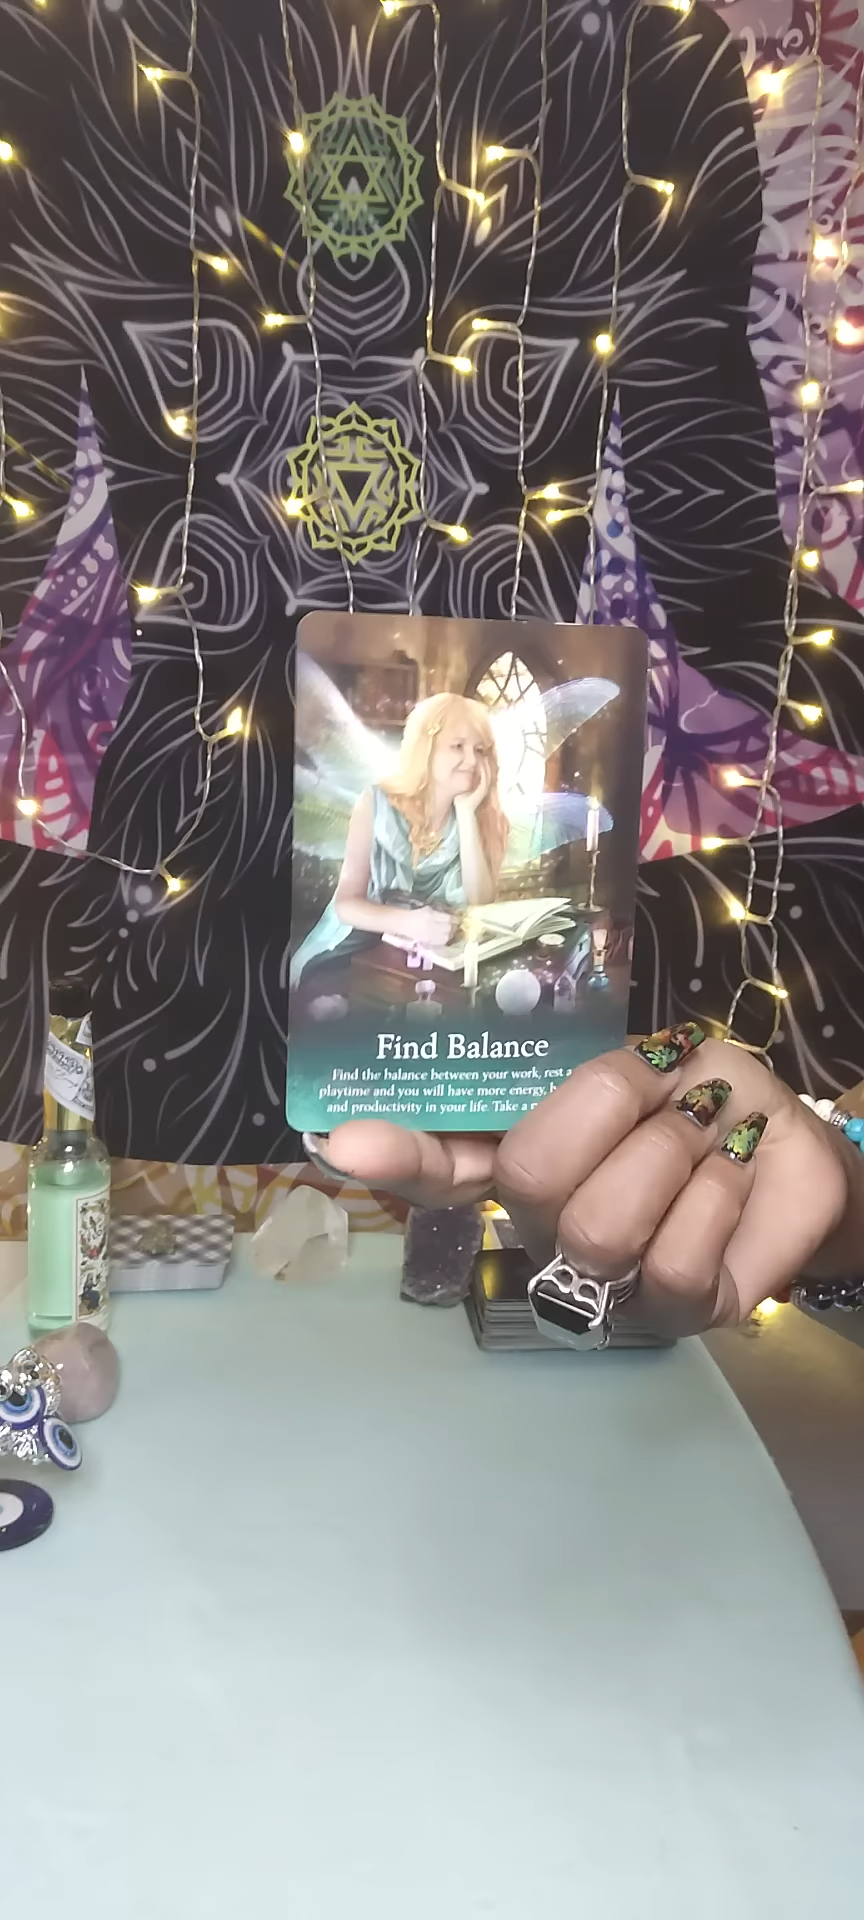 Find Balance
Find the balance between your work, rest a
playtime and you will have more energy, h
and productivity in your life. Take a